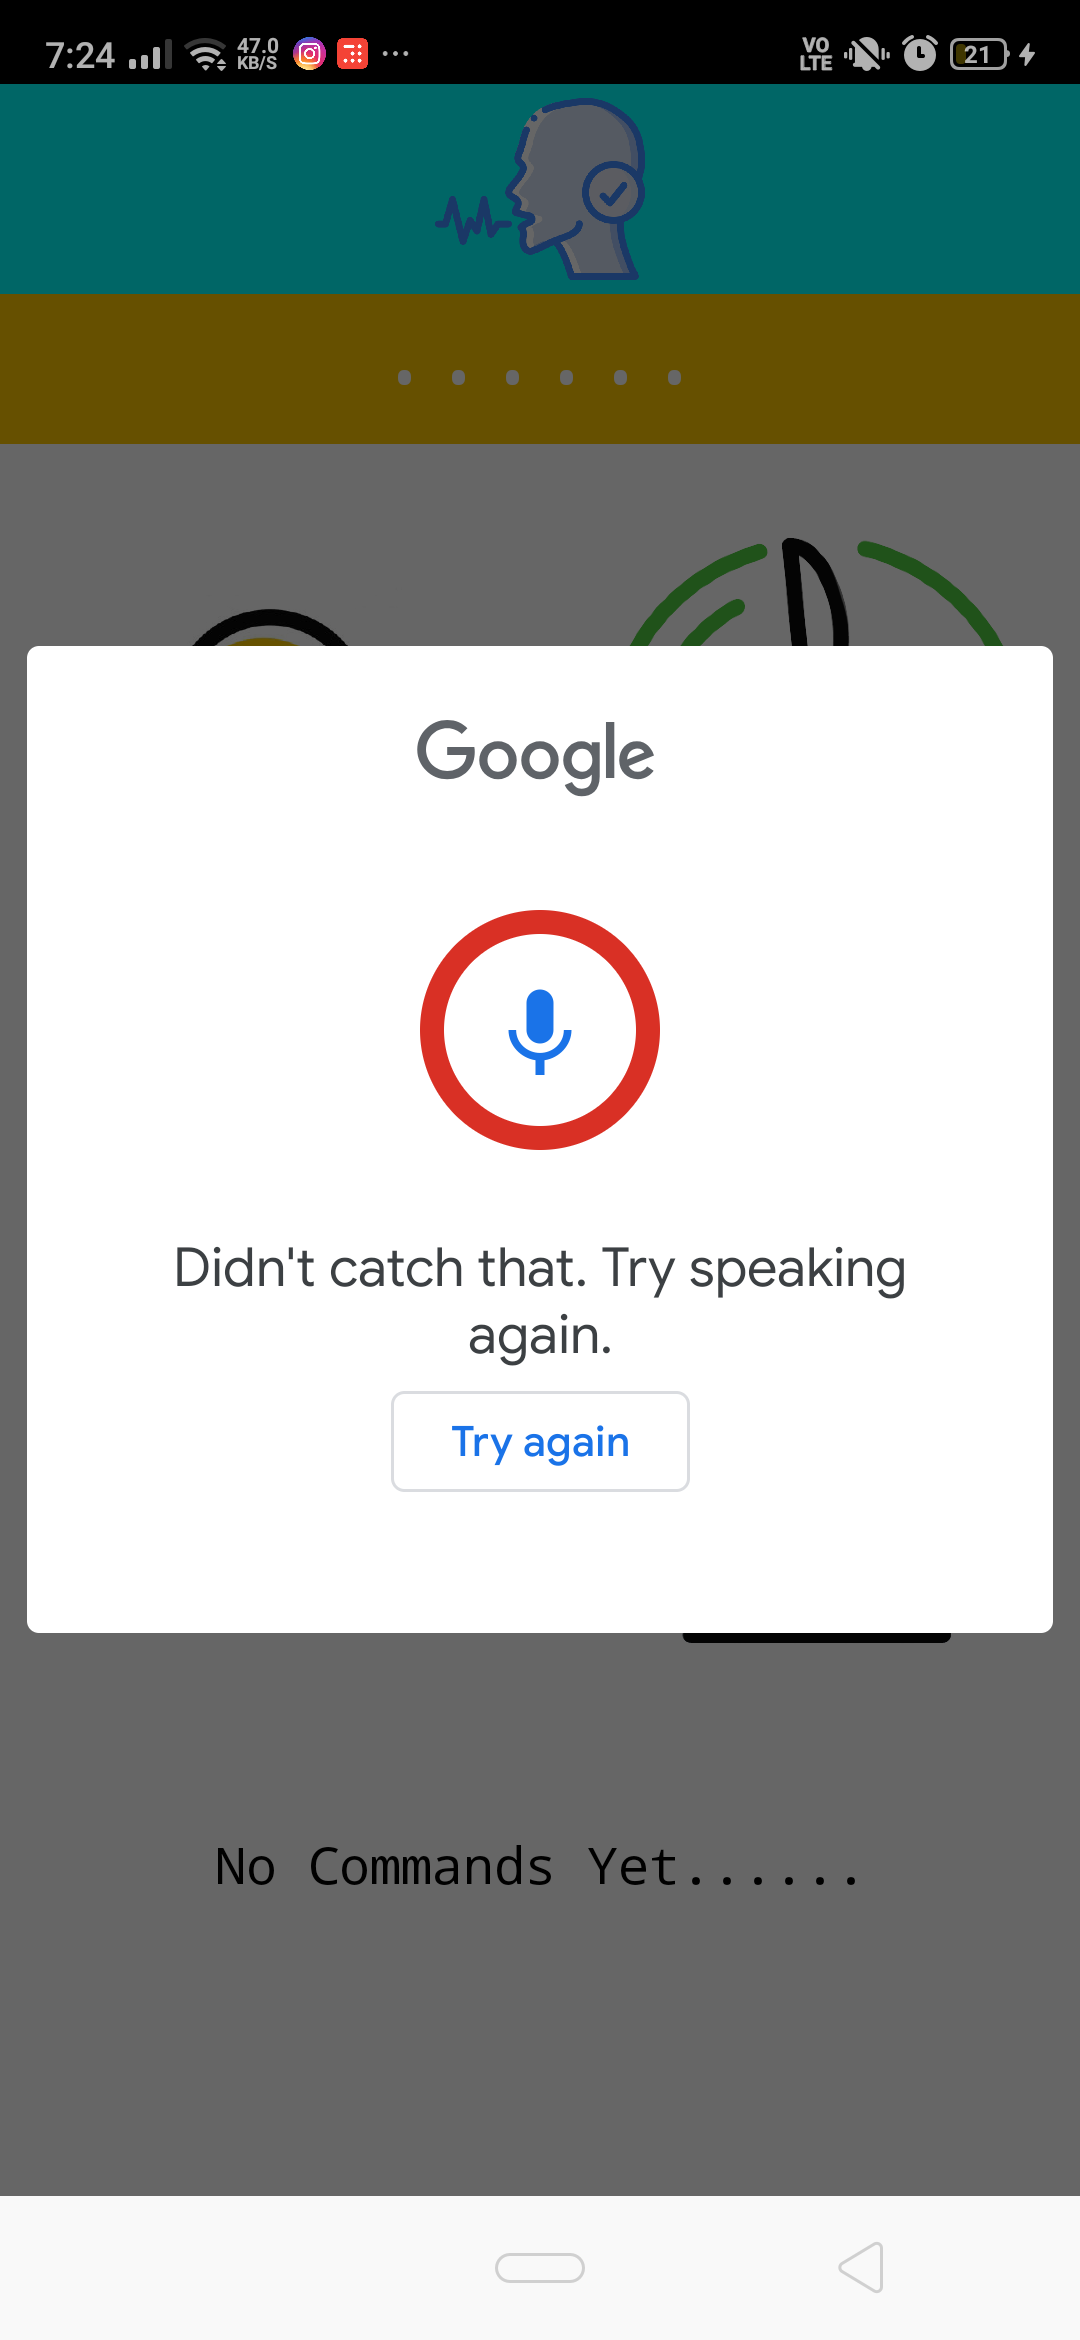 7:24 47.0 KB/S VO LTE 21
......
Google
Didn't catch that. Try speaking
again.
Try again
No Commands Yet......